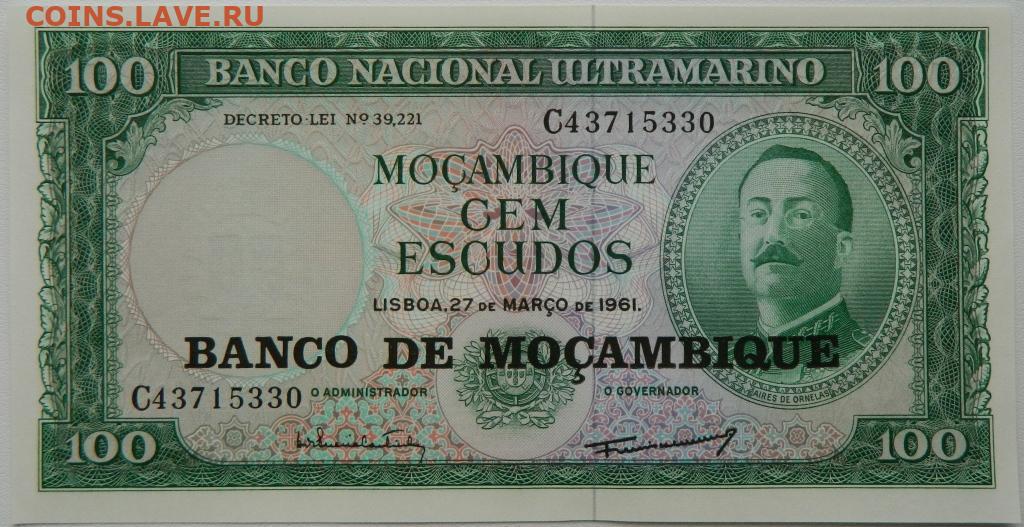 COINS.LAVE.RU
100 BANCO NACIONAL ULTRAMARINO 100
DECRETO-LEI Nº 39,221
C43715330
MOÇAMBIQUE
CEM
ESCUDOS
LISBOA, 27 DE MARÇO DE 1961.
BANCO DE MOÇAMBIQUE
C43715330
O ADMINISTRADOR
O GOVERNADOR
AIRES DE ORNELAS
100
100